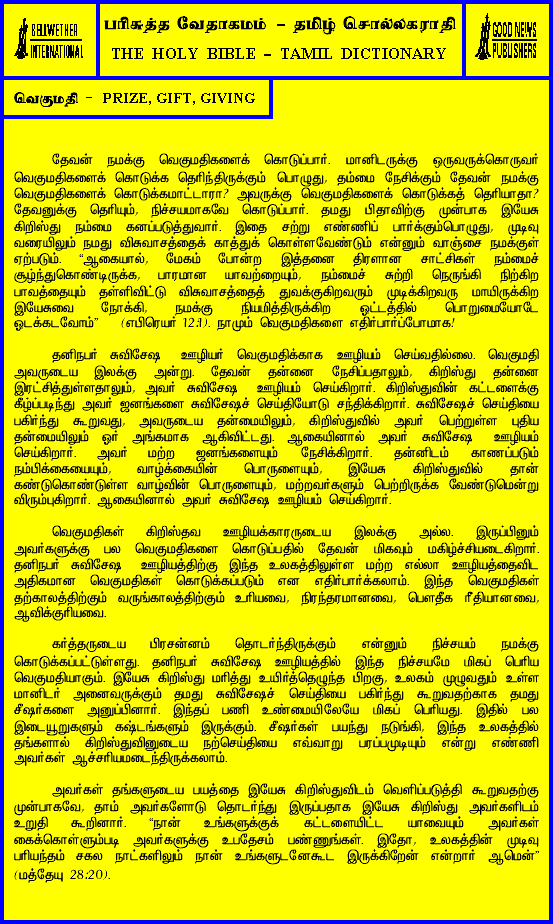 BELLWETHER
INTERNATIONAL
பரிசுத்த வேதாகமம் - தமிழ் சொல்லகராதி
THE HOLY BIBLE - TAMIL DICTIONARY
GOOD NEWS
PUBLISHERS
வெகுமதி - PRIZE, GIFT, GIVING
தேவன் நமக்கு வெகுமதிகளைக் கொடுப்பார். மானிடருக்கு ஒருவருக்கொருவர்
வெகுமதிகளைக் கொடுக்க தெரிந்திருக்கும் பொழுது, தம்மை நேசிக்கும் தேவன் நமக்கு
வெகுமதிகளைக் கொடுக்கமாட்டாரா? அவருக்கு வெகுமதிகளைக் கொடுக்கத் தெரியாதா?
தேவனுக்கு தெரியும், நிச்சயமாகவே கொடுப்பார். தமது பிதாவிற்கு முன்பாக இயேசு
கிறிஸ்து நம்மை கனப்படுத்துவார். இதை சற்று எண்ணிப் பார்க்கும்பொழுது, முடிவு
வரையிலும் நமது விசுவாசத்தைக் காத்துக் கொள்ளவேண்டும் என்னும் வாஞ்சை நமக்குள்
ஏற்படும். “ஆகையால், மேகம் போன்ற இத்தனை திரளான சாட்சிகள் நம்மைச்
சூழ்ந்துகொண்டிருக்க, பாரமான யாவற்றையும், நம்மைச் சுற்றி நெருங்கி நிற்கிற
பாவத்தையும் தள்ளிவிட்டு விசுவாசத்தைத் துவக்குகிறவரும் முடிக்கிறவரு மாயிருக்கிற
இயேசுவை நோக்கி, நமக்கு நியமித்திருக்கிற ஓட்டத்தில் பொறுமையோடே
ஓடக்கடவோம்” (எபிரெயர் 12:1). நாமும் வெகுமதிகளை எதிர்பார்ப்போமாக!
தனிநபர் சுவிசேஷ ஊழியர் வெகுமதிக்காக ஊழியம் செய்வதில்லை. வெகுமதி
அவருடைய இலக்கு அன்று. தேவன் தன்னை நேசிப்பதாலும், கிறிஸ்து தன்னை
இரட்சித்துள்ளதாலும், அவர் சுவிசேஷ ஊழியம் செய்கிறார். கிறிஸ்துவின் கட்டளைக்கு
கீழ்ப்படிந்து அவர் ஜனங்களை சுவிசேஷச் செய்தியோடு சந்திக்கிறார். சுவிசேஷச் செய்தியை
பகிர்ந்து கூறுவது, அவருடைய தன்மையிலும், கிறிஸ்துவில் அவர் பெற்றுள்ள புதிய
தன்மையிலும் ஓர் அங்கமாக ஆகிவிட்டது. ஆகையினால் அவர் சுவிசேஷ ஊழியம்
செய்கிறார். அவர் மற்ற ஜனங்களையும் நேசிக்கிறார். தன்னிடம் காணப்படும்
நம்பிக்கையையும், வாழ்க்கையின் பொருளையும், இயேசு கிறிஸ்துவில் தான்
கண்டுகொண்டுள்ள வாழ்வின் பொருளையும், மற்றவர்களும் பெற்றிருக்க வேண்டுமென்று
விரும்புகிறார். ஆகையினால் அவர் சுவிசேஷ ஊழியம் செய்கிறார்.
வெகுமதிகள் கிறிஸ்தவ ஊழியக்காரருடைய இலக்கு அல்ல. இருப்பினும்
அவர்களுக்கு பல வெகுமதிகளை கொடுப்பதில் தேவன் மிகவும் மகிழ்ச்சியடைகிறார்.
தனிநபர் சுவிசேஷ ஊழியத்திற்கு இந்த உலகத்திலுள்ள மற்ற எல்லா ஊழியத்தைவிட
அதிகமான வெகுமதிகள் கொடுக்கப்படும் என எதிர்பார்க்கலாம். இந்த வெகுமதிகள்
தற்காலத்திற்கும் வருங்காலத்திற்கும் உரியவை, நிரந்தரமானவை, பௌதீக ரீதியானவை,
ஆவிக்குரியவை.
கர்த்தருடைய பிரசன்னம் தொடர்ந்திருக்கும் என்னும் நிச்சயம் நமக்கு
கொடுக்கப்பட்டுள்ளது. தனிநபர் சுவிசேஷ ஊழியத்தில் இந்த நிச்சயமே மிகப் பெரிய
வெகுமதியாகும். இயேசு கிறிஸ்து மரித்து உயிர்த்தெழுந்த பிறகு, உலகம் முழுவதும் உள்ள
மானிடர் அனைவருக்கும் தமது சுவிசேஷச் செய்தியை பகிர்ந்து கூறுவதற்காக தமது
சீஷர்களை அனுப்பினார். இந்தப் பணி உண்மையிலேயே மிகப் பெரியது. இதில் பல
இடையூறுகளும் கஷ்டங்களும் இருக்கும். சீஷர்கள் பயந்து நடுங்கி, இந்த உலகத்தில்
தங்களால் கிறிஸ்துவினுடைய நற்செய்தியை எவ்வாறு பரப்பமுடியும் என்று எண்ணி
அவர்கள் ஆச்சரியமடைந்திருக்கலாம்.
அவர்கள் தங்களுடைய பயத்தை இயேசு கிறிஸ்துவிடம் வெளிப்படுத்தி கூறுவதற்கு
முன்பாகவே, தாம் அவர்களோடு தொடர்ந்து இருப்பதாக இயேசு கிறிஸ்து அவர்களிடம்
உறுதி கூறினார். “நான் உங்களுக்குக் கட்டளையிட்ட யாவையும் அவர்கள்
கைக்கொள்ளும்படி அவர்களுக்கு உபதேசம் பண்ணுங்கள். இதோ, உலகத்தின் முடிவு
பரியந்தம் சகல நாட்களிலும் நான் உங்களுடனேகூட இருக்கிறேன் என்றார் ஆமென்”
(மத்தேயு 28:20).